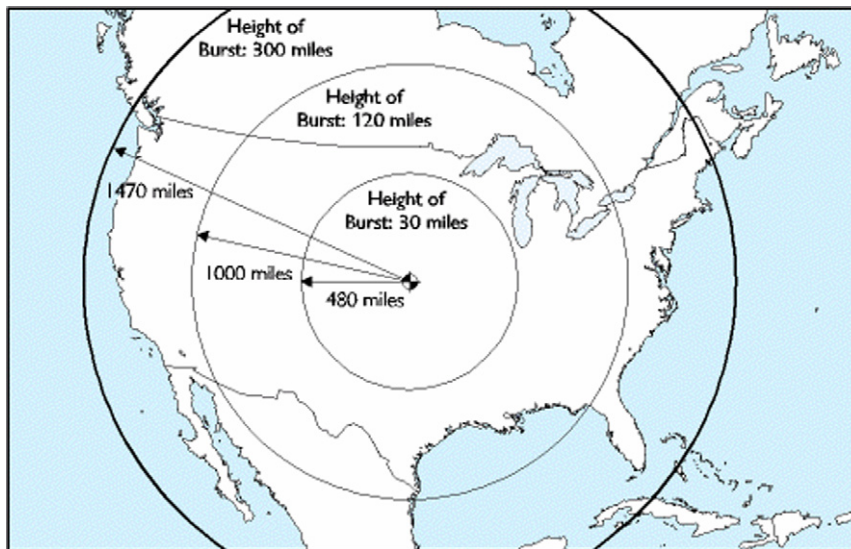 Height of
Burst: 300 miles
Height of
Burst: 120 miles
1470 miles
Height of
Burst: 30 miles
1000 miles
480 miles